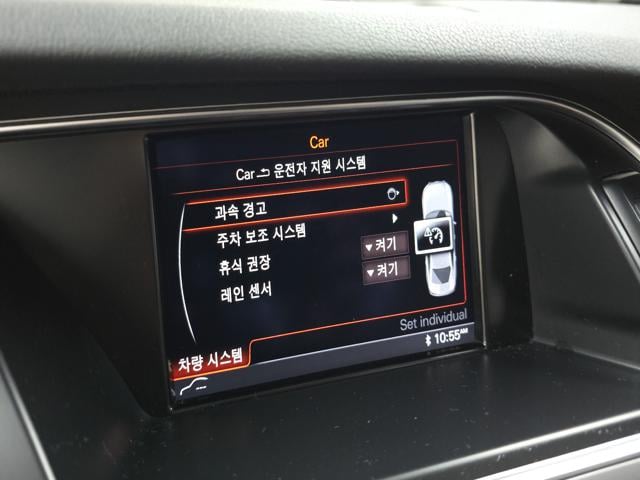 Car
Car 운전자 지원 시스템
과속 경고
주차 보조 시스템
휴식 권장 켜기
레인 센서 켜기
Set individual
차량 시스템
10:55AM
---